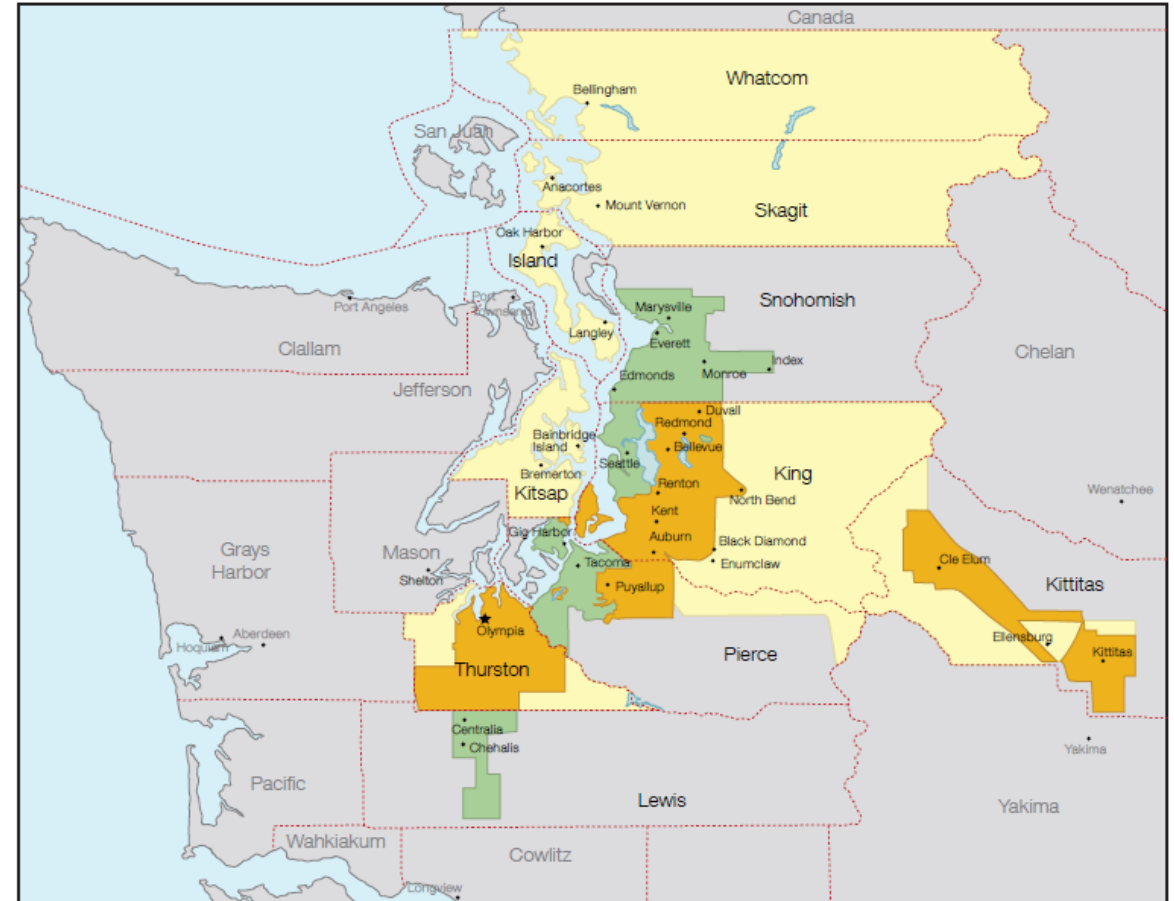 Canada
Whatcom
Bellingham
San Juan
Anacortes
Mount Vernon
Skagit
Oak Harbor
Island
Port Angeles
Port
Townsend
Marysville
Snohomish
Langley
Everett
Clallam
Index
Monroe
Chelan
Edmonds
Jefferson
Duvall
Redmond
Bainbridge
Island
Bellevue
Seattle
Bremerton
King
Kitsap
Renton
North Bend
Wenatchee
Kent
Gig Harbor
Auburn
Black Diamond
Grays
Harbor
Mason
Shelton
Tacoma
Enumclaw
Cle Elum
Puyallup
Kittitas
Olympia
Aberdeen
Hoquiam
Ellensburg
Kittitas
Thurston
Pierce
Centralia
Chehalis
Yakima
Pacific
Lewis
Yakima
Wahkiakum
Cowlitz
Longview